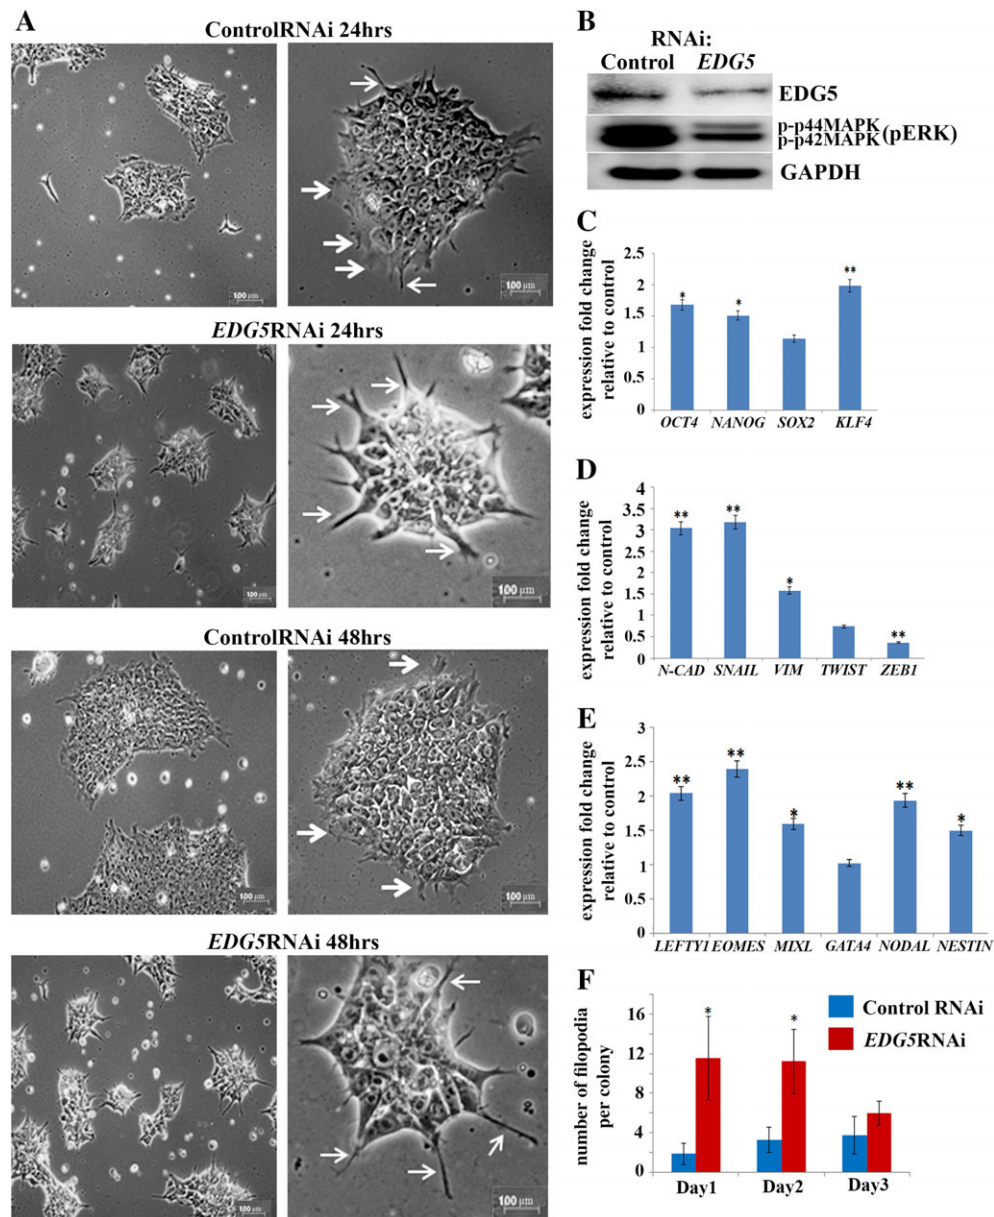 A
ControlRNAi 24hrs
100 µm
100 µm
EDG5RNAi 24hrs
100 µm
100 µm
ControlRNAi 48hrs
100 µm
100 µm
EDG5RNAi 48hrs
100 µm
100 µm
B
RNAi:
Control EDG5
EDG5
p-p44MAPK
p-p42MAPK (pERK)
GAPDH
C
expression fold change
relative to control
2.5
2
1.5
1
0.5
0
* * **
OCT4 NANOG SOX2 KLF4
D
expression fold change
relative to control
4
3.5
3
2.5
2
1.5
1
0.5
0
** ** * **
N-CAD SNAIL VIM TWIST ZEB1
E
expression fold change
relative to control
3
2.5
2
1.5
1
0.5
0
** ** * ** *
LEFTY1 EOMES MIXL GATA4 NODAL NESTIN
F
number of filopodia
per colony
16
12
8
4
0
* *
Control RNAi
EDG5RNAi
Day1 Day2 Day3